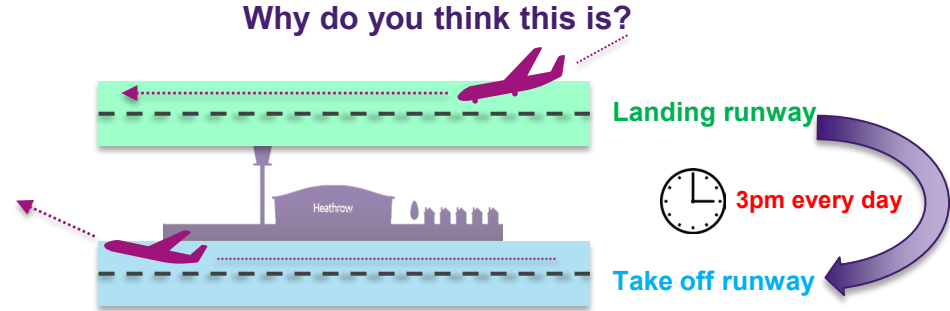 Why do you think this is?
Landing runway
Heathrow
3pm every day
Take off runway